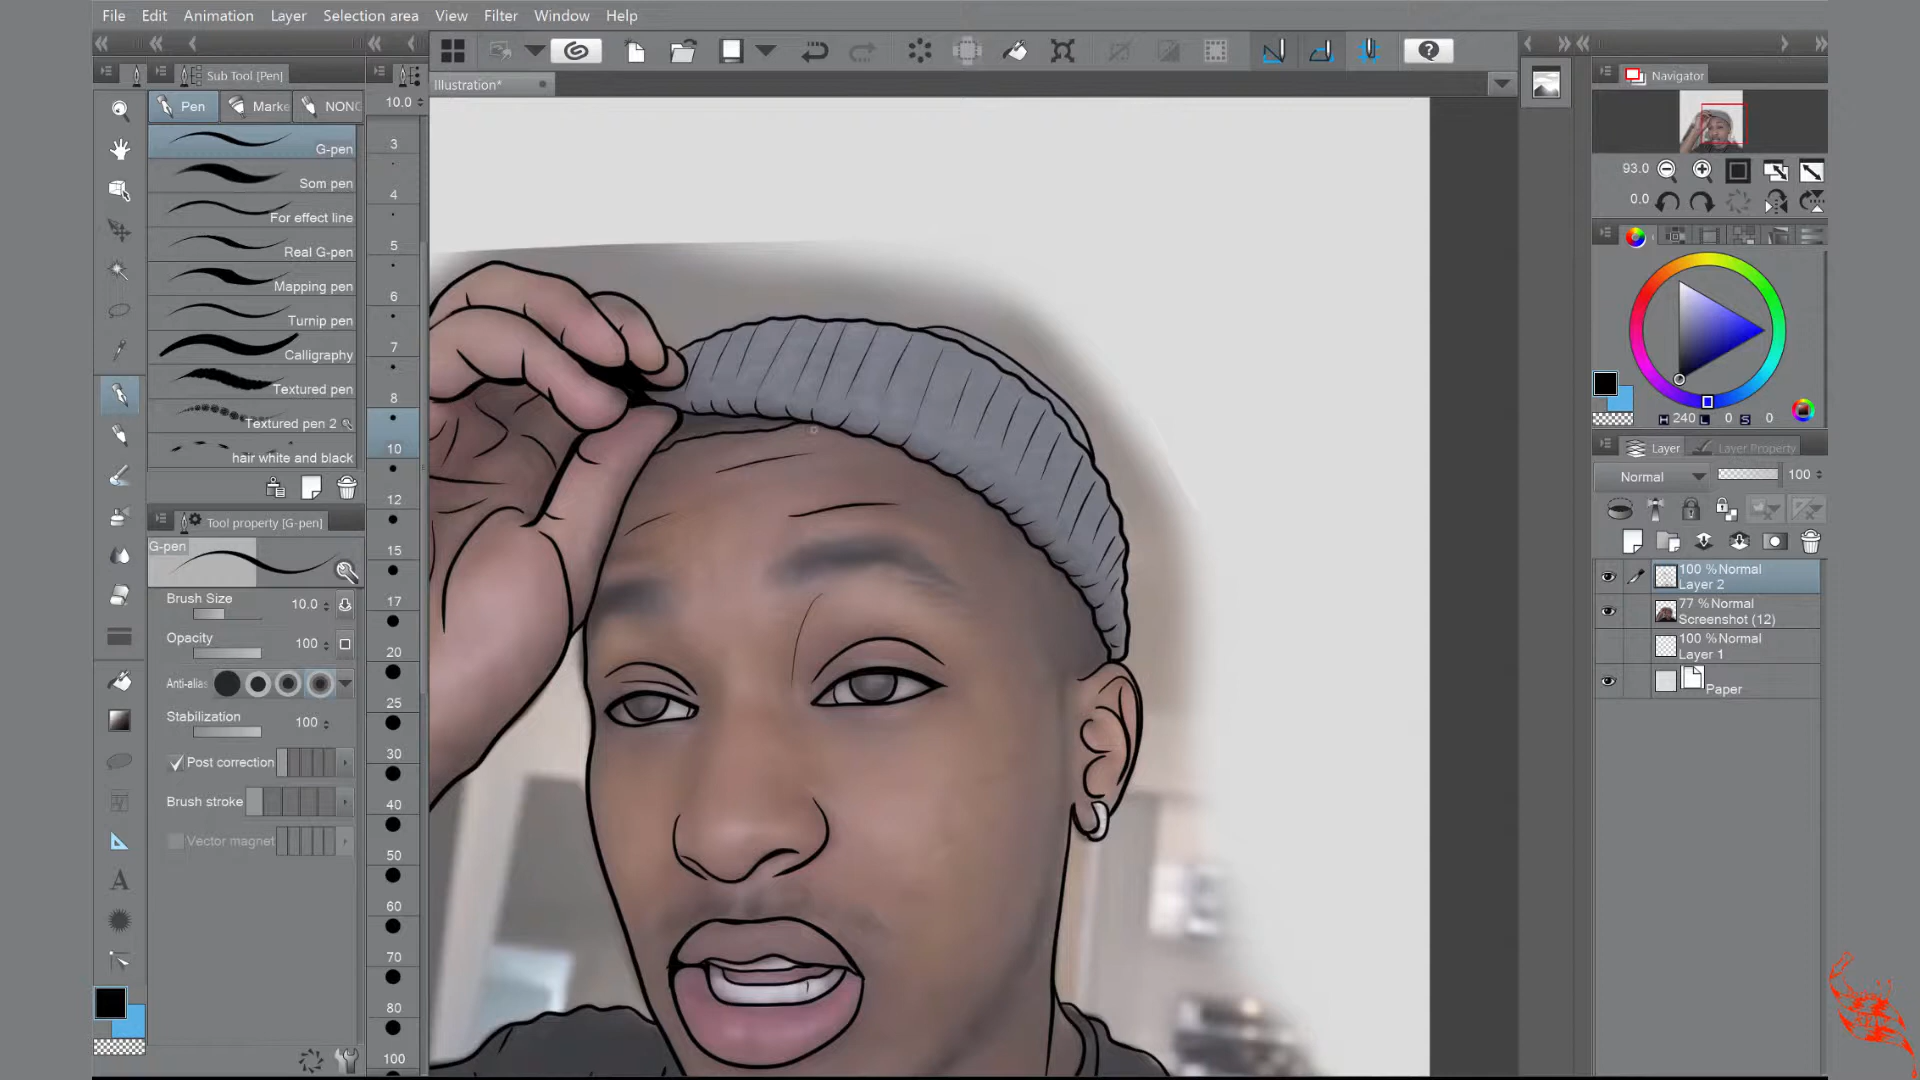 File Edit Animation Layer Selection area View Filter Window Help
Sub Tool [Pen]
Illustration*
Navigator
Pen Marke NONC
10.0
G-pen
Som pen
For effect line
Real G-pen
Mapping pen
Turnip pen
Calligraphy
Textured pen
Textured pen 2
hair white and black
3
4
5
6
7
8
10
12
15
17
20
25
30
40
50
60
70
80
100
Tool property [G-pen]
G-pen
Brush Size 10.0
Opacity 100
Anti-alias
Stabilization 100
Post correction
Brush stroke
Vector magnet
A
93.0
0.0
H 240 L 0 S 0
Layer Layer Property
Normal 100
100 %Normal
Layer 2
77 %Normal
Screenshot (12)
100 %Normal
Layer 1
Paper